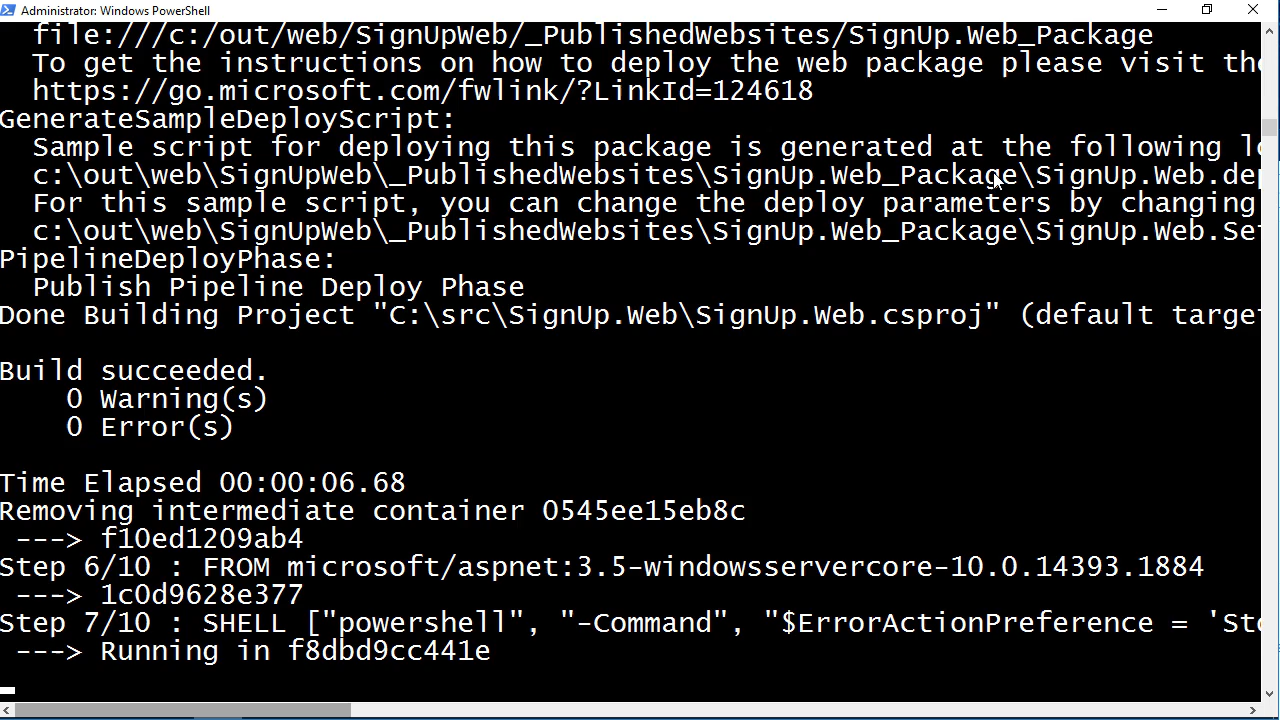 Administrator: Windows PowerShell
file:///c:/out/web/SignUpWeb/_PublishedWebsites/SignUp.Web_Package
To get the instructions on how to deploy the web package please visit the
https://go.microsoft.com/fwlink/?LinkId=124618
GenerateSampleDeployScript:
Sample script for deploying this package is generated at the following lo
c:\out\web\SignUpWeb\_PublishedWebsites\SignUp.Web_Package\SignUp.Web.dep
For this sample script, you can change the deploy parameters by changing
c:\out\web\SignUpWeb\_PublishedWebsites\SignUp.Web_Package\SignUp.Web.Set
PipelineDeployPhase:
Publish Pipeline Deploy Phase
Done Building Project "C:\src\SignUp.Web\SignUp.Web.csproj" (default target
Build succeeded.
0 Warning(s)
0 Error(s)
Time Elapsed 00:00:06.68
Removing intermediate container 0545ee15eb8c
---> f10ed1209ab4
Step 6/10 : FROM microsoft/aspnet:3.5-windowsservercore-10.0.14393.1884
---> 1c0d9628e377
Step 7/10 : SHELL ["powershell", "-Command", "$ErrorActionPreference = 'Sto
---> Running in f8dbd9cc441e